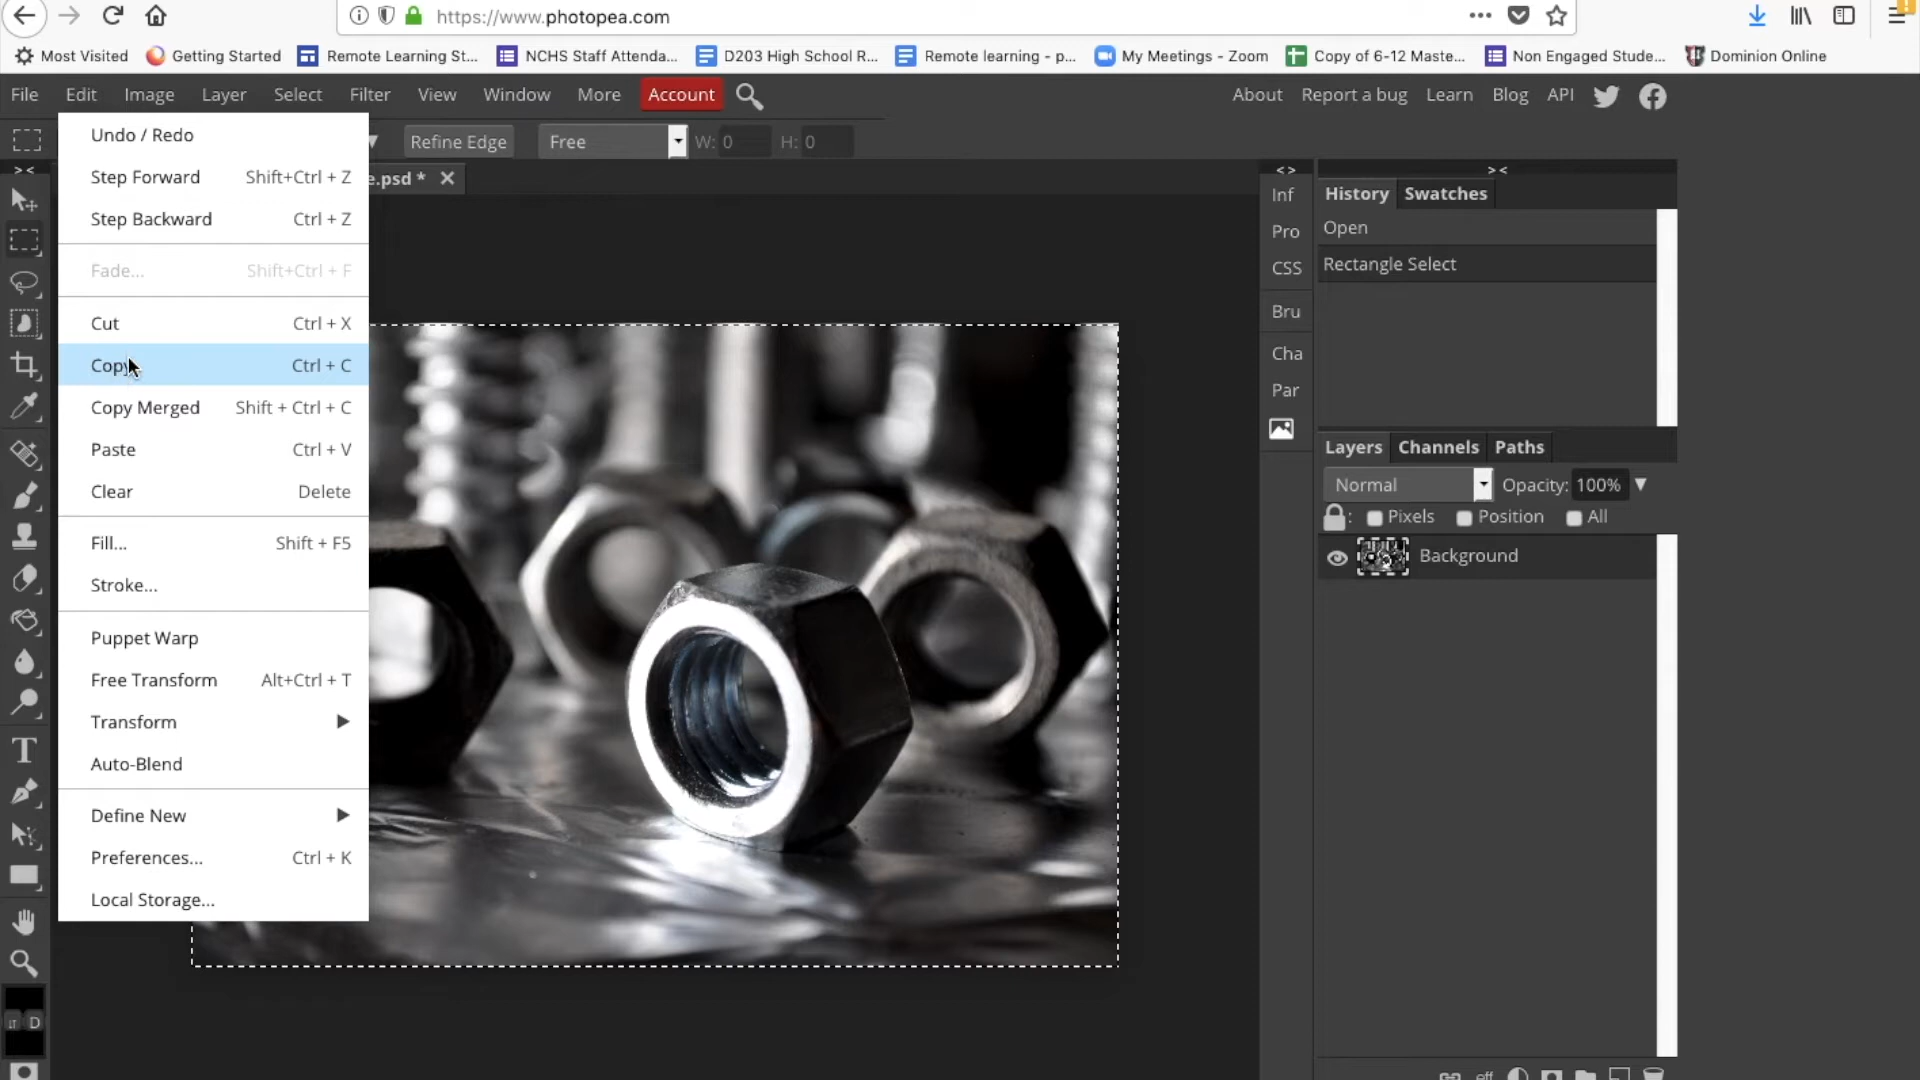 https://www.photopea.com
Most Visited Getting Started Remote Learning St... NCHS Staff Attenda... D203 High School R... Remote learning - p... My Meetings - Zoom Copy of 6-12 Maste... Non Engaged Stude... Dominion Online
File Edit Image Layer Select Filter View Window More Account About Report a bug Learn Blog API
Refine Edge Free W: 0 H: 0
e.psd *
Undo / Redo
Step Forward Shift+Ctrl + Z
Step Backward Ctrl + Z
Fade... Shift+Ctrl + F
Cut Ctrl + X
Copy Ctrl + C
Copy Merged Shift + Ctrl + C
Paste Ctrl + V
Clear Delete
Fill... Shift + F5
Stroke...
Puppet Warp
Free Transform Alt+Ctrl + T
Transform
Auto-Blend
Define New
Preferences... Ctrl + K
Local Storage...
D
Inf
Pro
CSS
Bru
Cha
Par
History Swatches
Open
Rectangle Select
Layers Channels Paths
Normal Opacity: 100%
: Pixels Position All
Background
eff